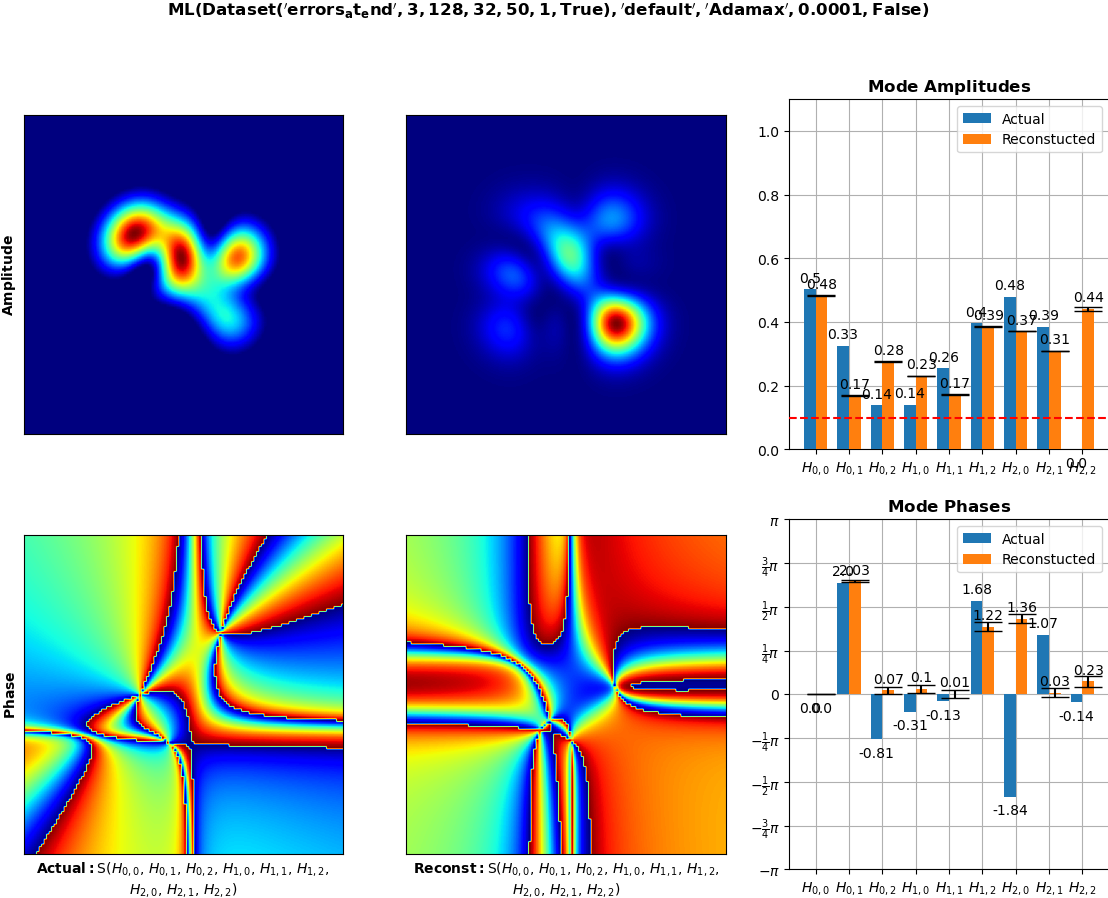 ML(Dataset('errors_at_end', 3, 128, 32, 50, 1, True), 'default', 'Adamax', 0.0001, False)
Amplitude
Mode Amplitudes
Actual
Reconstucted
1.0
0.8
0.6
0.4
0.2
0.0
0.5 0.48 0.33 0.17 0.14 0.28 0.14 0.23 0.26 0.17 0.4 0.39 0.48 0.37 0.39 0.31 0.0 0.44
H0,0 H0,1 H0,2 H1,0 H1,1 H1,2 H2,0 H2,1 H2,2
Phase
Actual: S(H0,0, H0,1, H0,2, H1,0, H1,1, H1,2,
H2,0, H2,1, H2,2)
Reconst: S(H0,0, H0,1, H0,2, H1,0, H1,1, H1,2,
H2,0, H2,1, H2,2)
Mode Phases
Actual
Reconstucted
π
3/4π
1/2π
1/4π
0
−1/4π
−1/2π
−3/4π
−π
0.0 0.0 2.0 2.03 -0.81 0.07 -0.31 0.1 -0.13 0.01 1.68 1.22 -1.84 1.36 1.07 0.03 -0.14 0.23
H0,0 H0,1 H0,2 H1,0 H1,1 H1,2 H2,0 H2,1 H2,2